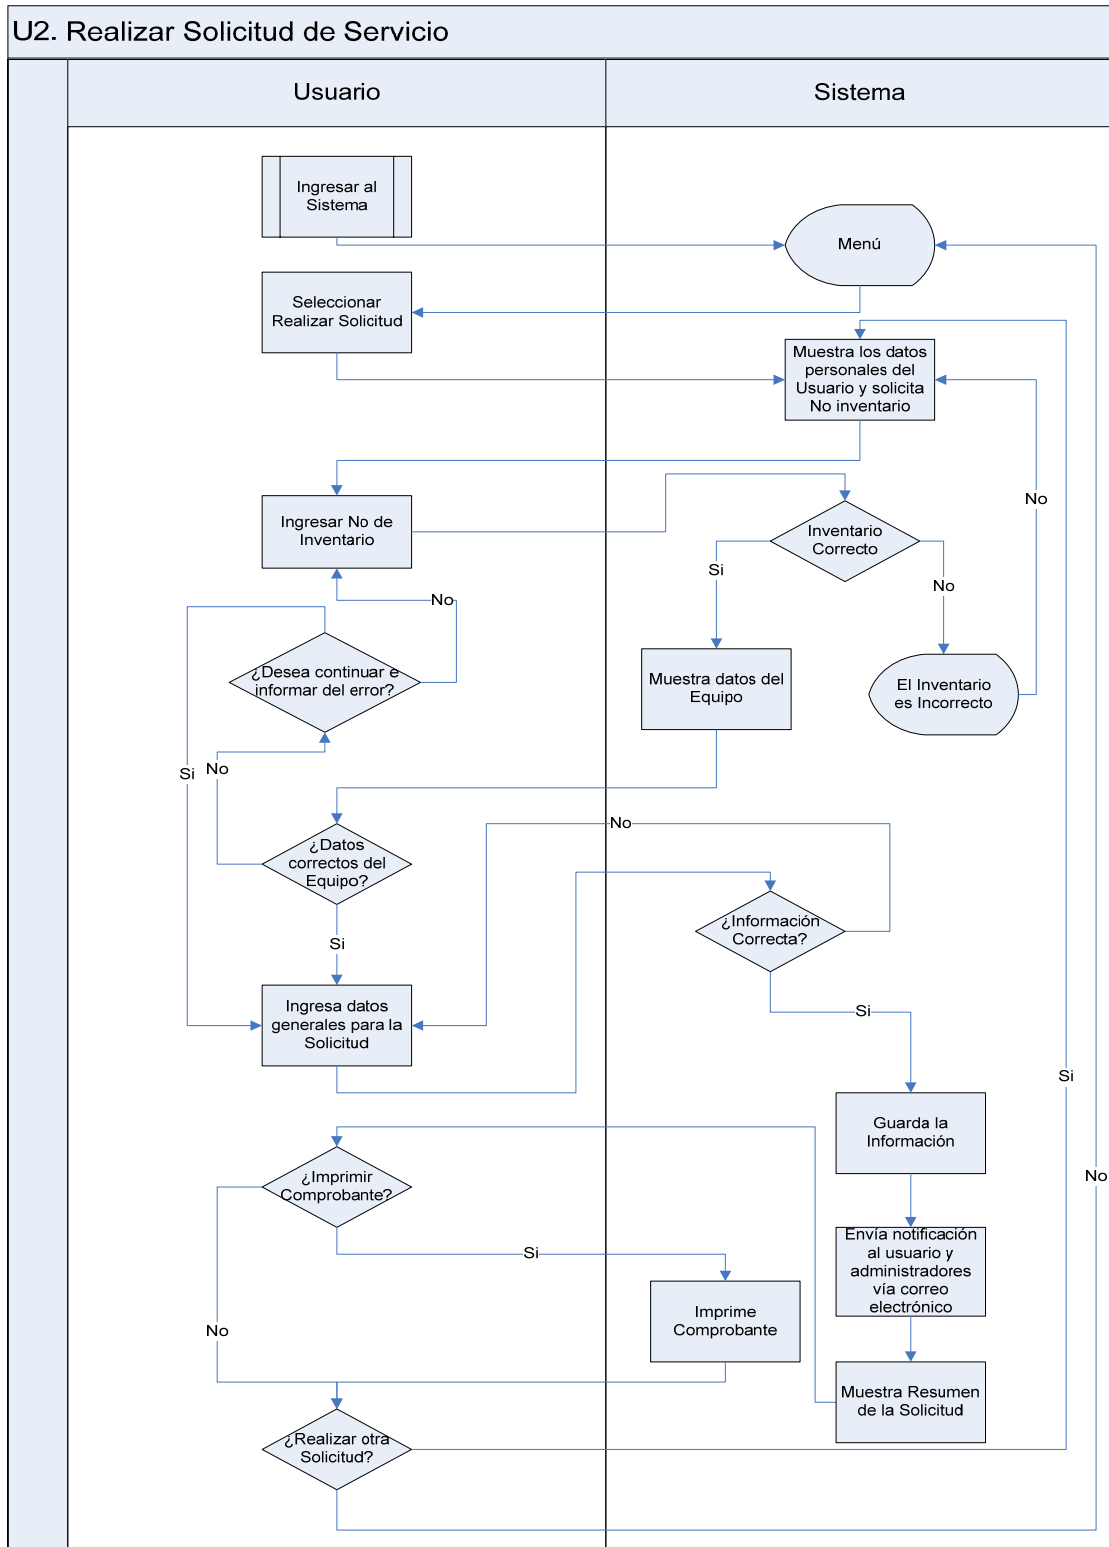 U2. Realizar Solicitud de Servicio
Usuario
Sistema
Ingresar al
Sistema
Menú
Seleccionar
Realizar Solicitud
Muestra los datos
personales del
Usuario y solicita
No inventario
Ingresar No de
Inventario
Inventario
Correcto
No
Si
No
No
¿Desea continuar e
informar del error?
Muestra datos del
Equipo
El Inventario
es Incorrecto
Si
No
No
¿Datos
correctos del
Equipo?
¿Información
Correcta?
Si
Ingresa datos
generales para la
Solicitud
Si
Si
Guarda la
Información
¿Imprimir
Comprobante?
No
Si
Envía notificación
al usuario y
administradores
vía correo
electrónico
Imprime
Comprobante
No
Muestra Resumen
de la Solicitud
¿Realizar otra
Solicitud?